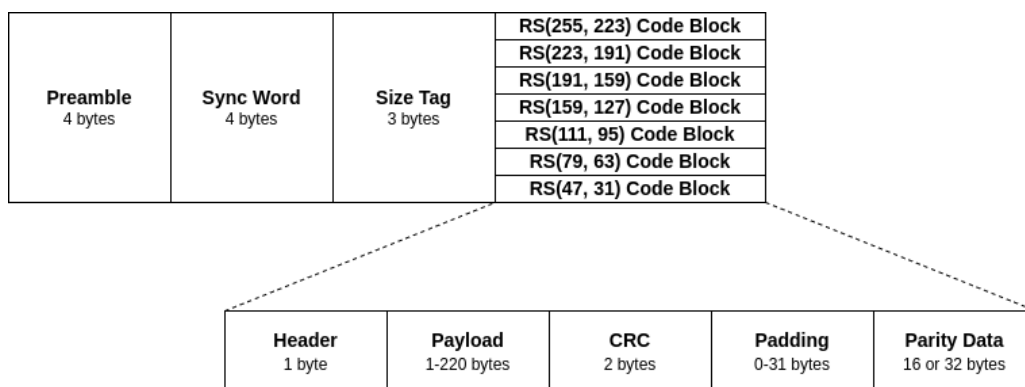 Preamble
4 bytes
Sync Word
4 bytes
Size Tag
3 bytes
RS(255, 223) Code Block
RS(223, 191) Code Block
RS(191, 159) Code Block
RS(159, 127) Code Block
RS(111, 95) Code Block
RS(79, 63) Code Block
RS(47, 31) Code Block
Header
1 byte
Payload
1-220 bytes
CRC
2 bytes
Padding
0-31 bytes
Parity Data
16 or 32 bytes